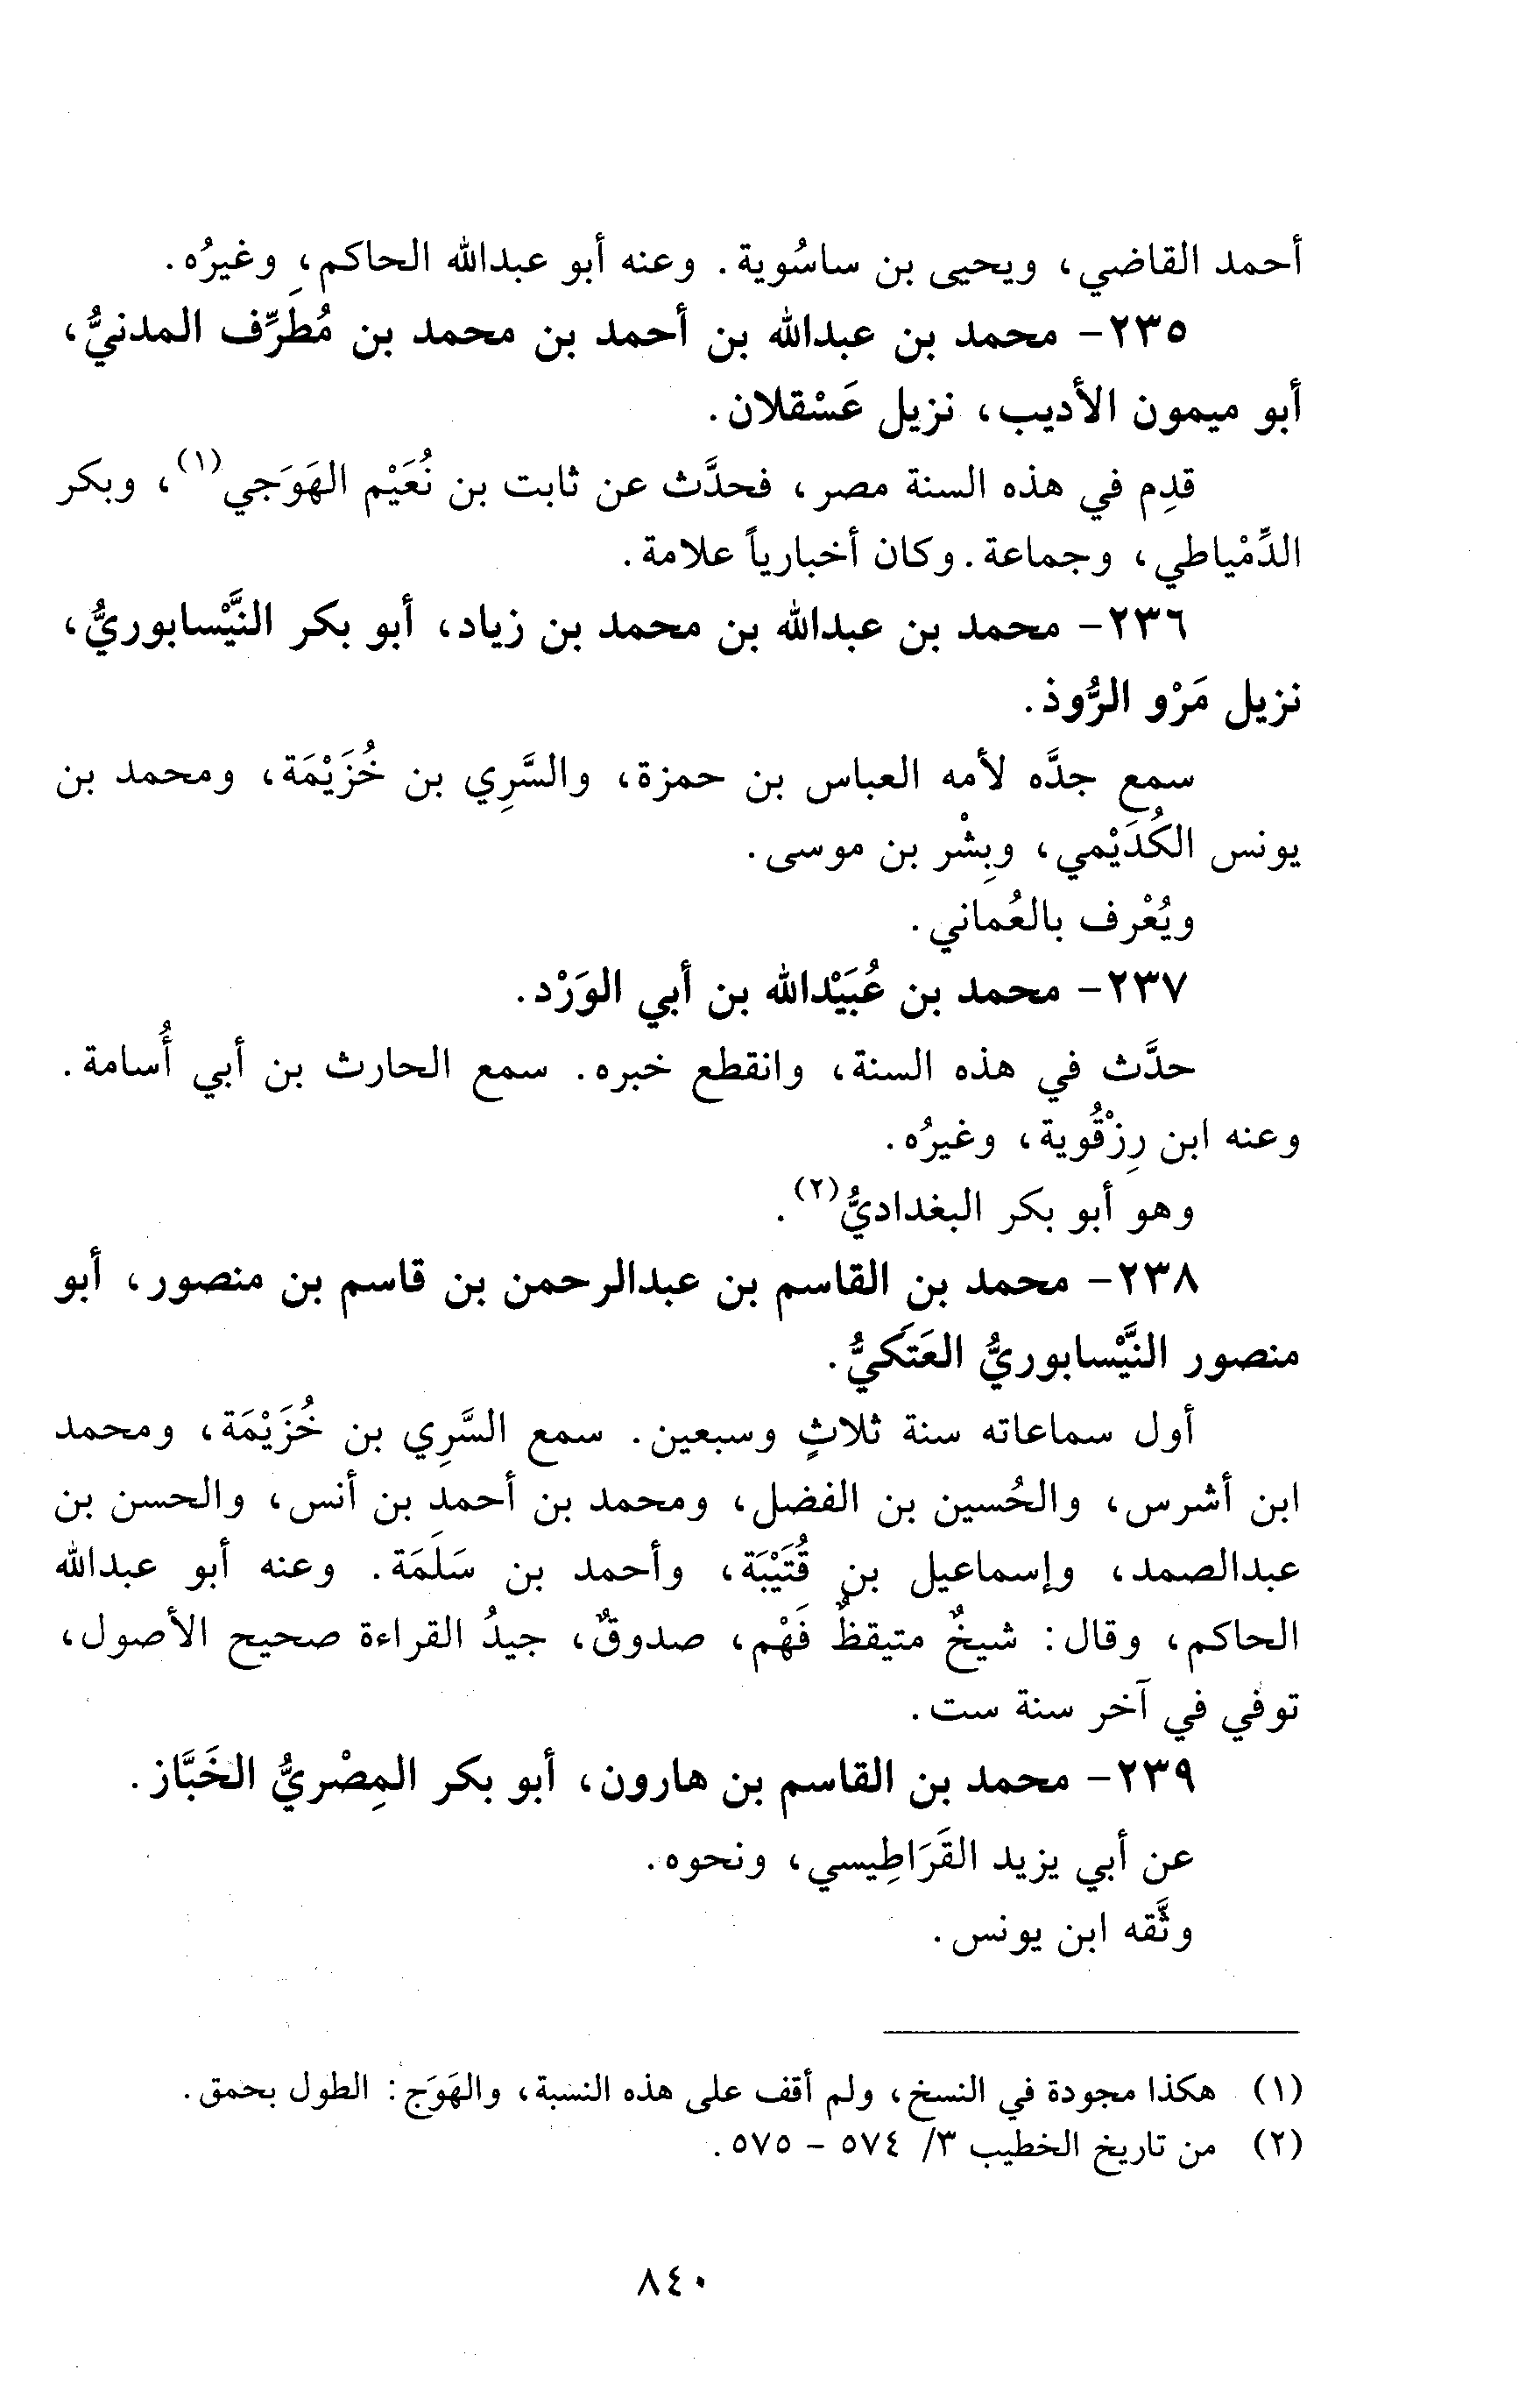 أحمد القاضي، ويحيى بن ساسُوية. وعنه أبو عبدالله الحاكم، وغيرُه.
٢٣٥- محمد بن عبدالله بن أحمد بن محمد بن مُطَرِّف المدنيُّ،
أبو ميمون الأديب، نزيل عَسْقلان.
قدِم في هذه السنة مصر، فحدَّث عن ثابت بن نُعَيْم الهَوَجي(١)، وبكر
الدِّمْياطي، وجماعة. وكان أخبارياً علامة.
٢٣٦- محمد بن عبدالله بن محمد بن زياد، أبو بكر النَّيْسابوريُّ،
نزيل مَرْو الرُّوذ.
سمع جدَّه لأمه العباس بن حمزة، والسَّرِي بن خُزَيْمَة، ومحمد بن
يونس الكُدَيْمي، وبِشْر بن موسى.
ويُعْرف بالعُماني.
٢٣٧- محمد بن عُبَيْدالله بن أبي الوَرْد.
حدَّث في هذه السنة، وانقطع خبره. سمع الحارث بن أبي أُسامة.
وعنه ابن رِزْقُوية، وغيرُه.
وهو أبو بكر البغداديُّ(٢).
٢٣٨- محمد بن القاسم بن عبدالرحمن بن قاسم بن منصور، أبو
منصور النَّيْسابوريُّ العَتَكيُّ.
أول سماعاته سنة ثلاثٍ وسبعين. سمع السَّرِي بن خُزَيْمَة، ومحمد
ابن أشرس، والحُسين بن الفضل، ومحمد بن أحمد بن أنس، والحسن بن
عبدالصمد، وإسماعيل بن قُتَيْبَة، وأحمد بن سَلَمَة. وعنه أبو عبدالله
الحاكم، وقال: شيخٌ متيقظٌ فَهْم، صدوقٌ، جيدُ القراءة صحيح الأصول،
توفي في آخر سنة ست.
٢٣٩- محمد بن القاسم بن هارون، أبو بكر المِصْريُّ الخَبَّاز.
عن أبي يزيد القَرَاطِيسي، ونحوه.
وثَّقه ابن يونس.
(١) هكذا مجودة في النسخ، ولم أقف على هذه النسبة، والهَوَج: الطول بحمق.
(٢) من تاريخ الخطيب ٣/ ٥٧٤ - ٥٧٥.
٨٤٠